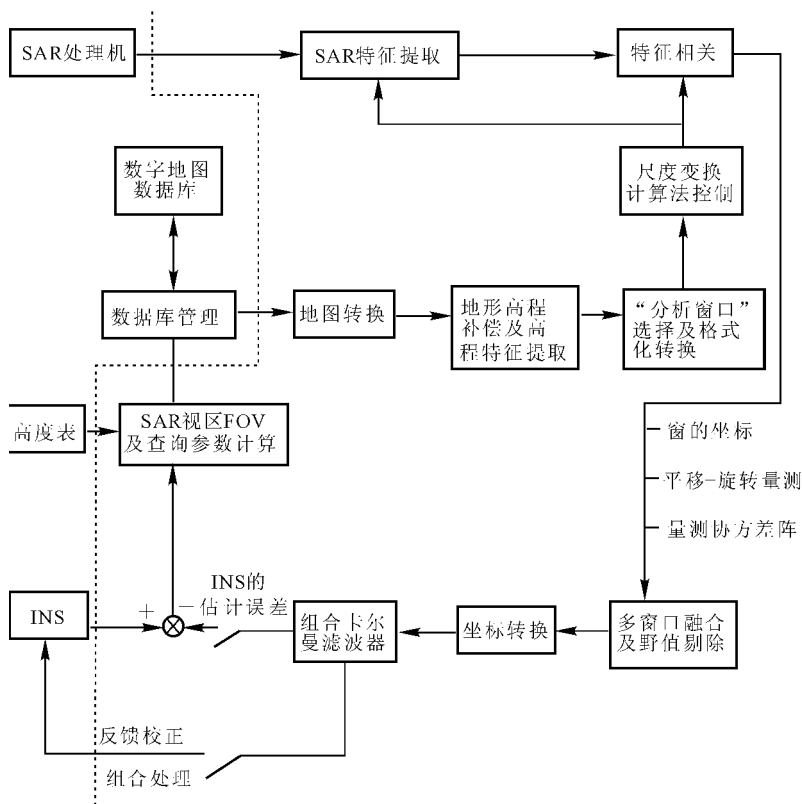 SAR处理机
SAR特征提取
特征相关
数字地图
数据库
尺度变换
计算法控制
数据库管理
地图转换
地形高程
补偿及高
程特征提取
“分析窗口”
选择及格式
化转换
高度表
SAR视区FOV
及查询参数计算
窗的坐标
平移-旋转量测
量测协方差阵
INS
+
−
INS的
估计误差
组合卡尔
曼滤波器
坐标转换
多窗口融合
及野值剔除
反馈校正
组合处理